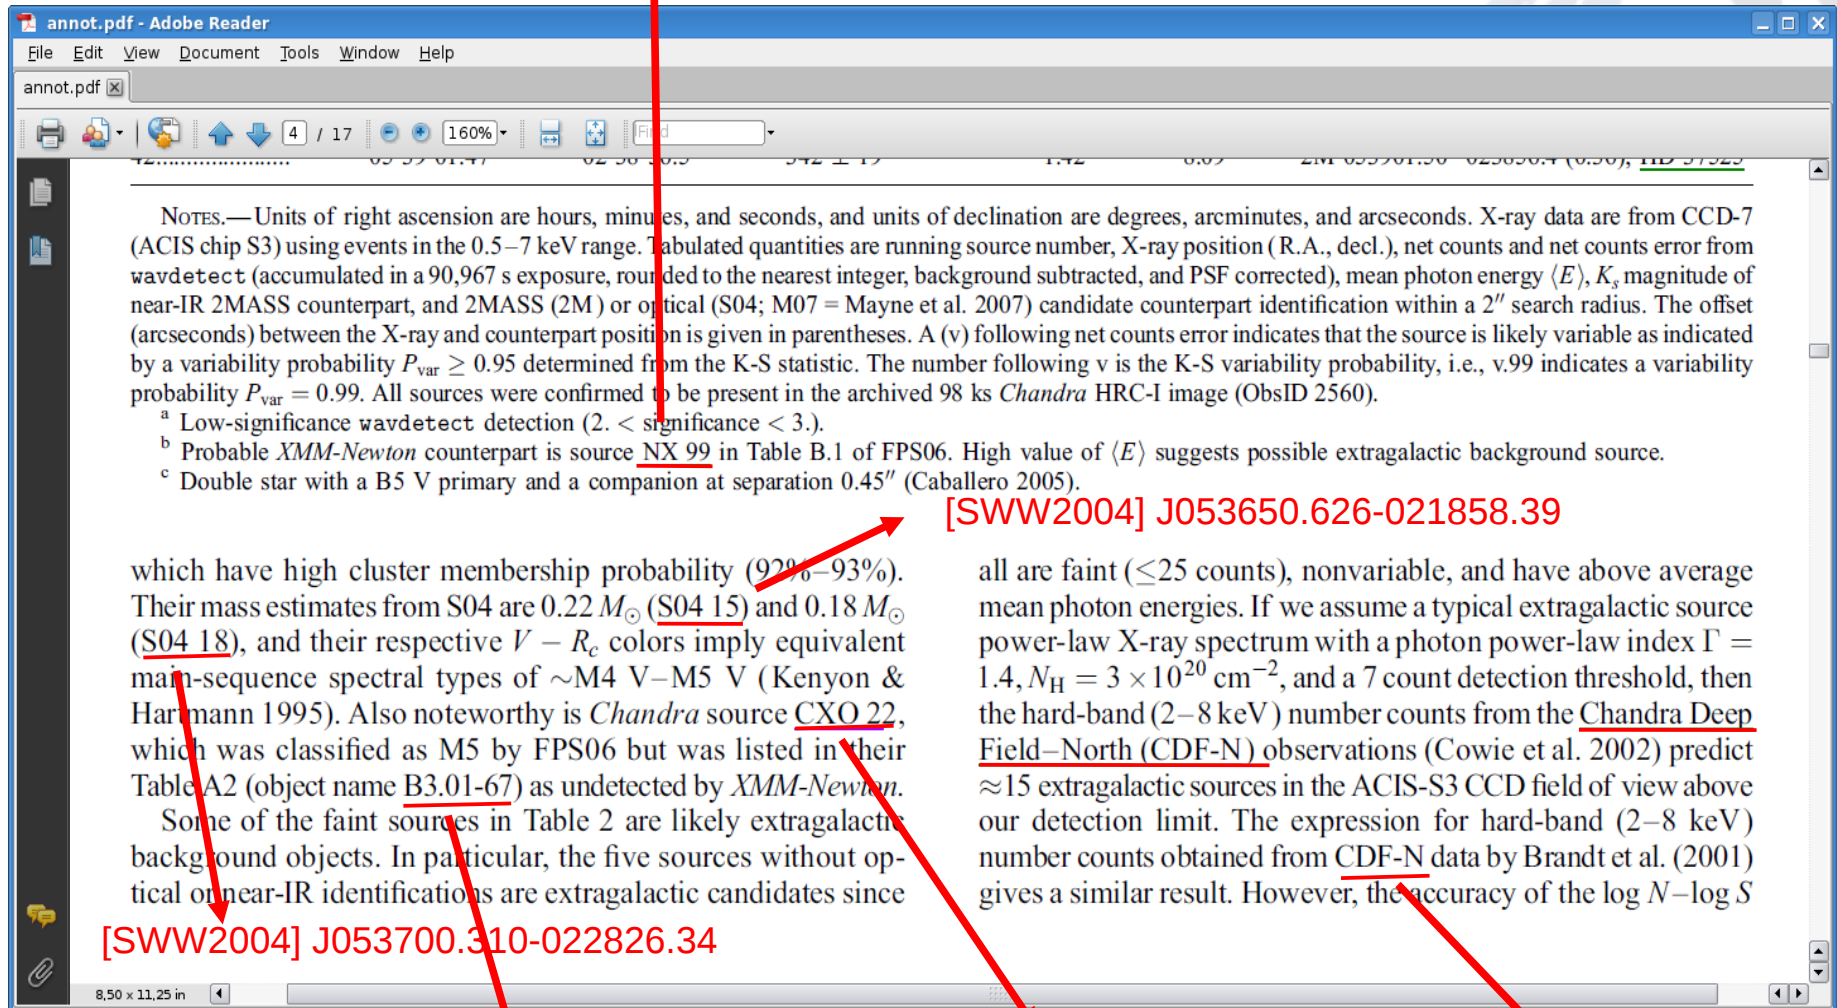 annot.pdf - Adobe Reader
File Edit View Document Tools Window Help
annot.pdf
4 / 17 160% Find
NOTES.—Units of right ascension are hours, minutes, and seconds, and units of declination are degrees, arcminutes, and arcseconds. X-ray data are from CCD-7
(ACIS chip S3) using events in the 0.5–7 keV range. Tabulated quantities are running source number, X-ray position (R.A., decl.), net counts and net counts error from
wavdetect (accumulated in a 90,967 s exposure, rounded to the nearest integer, background subtracted, and PSF corrected), mean photon energy ⟨E⟩, Ks magnitude of
near-IR 2MASS counterpart, and 2MASS (2M) or optical (S04; M07 = Mayne et al. 2007) candidate counterpart identification within a 2″ search radius. The offset
(arcseconds) between the X-ray and counterpart position is given in parentheses. A (v) following net counts error indicates that the source is likely variable as indicated
by a variability probability Pvar ≥ 0.95 determined from the K-S statistic. The number following v is the K-S variability probability, i.e., v.99 indicates a variability
probability Pvar = 0.99. All sources were confirmed to be present in the archived 98 ks Chandra HRC-I image (ObsID 2560).
a Low-significance wavdetect detection (2. < significance < 3.).
b Probable XMM-Newton counterpart is source NX 99 in Table B.1 of FPS06. High value of ⟨E⟩ suggests possible extragalactic background source.
c Double star with a B5 V primary and a companion at separation 0.45″ (Caballero 2005).
[SWW2004] J053650.626-021858.39
which have high cluster membership probability (92%–93%).
Their mass estimates from S04 are 0.22 M⊙ (S04 15) and 0.18 M⊙
(S04 18), and their respective V − Rc colors imply equivalent
main-sequence spectral types of ∼M4 V–M5 V (Kenyon &
Hartmann 1995). Also noteworthy is Chandra source CXO 22,
which was classified as M5 by FPS06 but was listed in their
Table A2 (object name B3.01-67) as undetected by XMM-Newton.
Some of the faint sources in Table 2 are likely extragalactic
background objects. In particular, the five sources without op-
tical or near-IR identifications are extragalactic candidates since
all are faint (≤25 counts), nonvariable, and have above average
mean photon energies. If we assume a typical extragalactic source
power-law X-ray spectrum with a photon power-law index Γ =
1.4, NH = 3 ×10²⁰ cm⁻², and a 7 count detection threshold, then
the hard-band (2–8 keV) number counts from the Chandra Deep
Field–North (CDF-N) observations (Cowie et al. 2002) predict
≈15 extragalactic sources in the ACIS-S3 CCD field of view above
our detection limit. The expression for hard-band (2–8 keV)
number counts obtained from CDF-N data by Brandt et al. (2001)
gives a similar result. However, the accuracy of the log N–log S
[SWW2004] J053700.310-022826.34
8,50 x 11,25 in